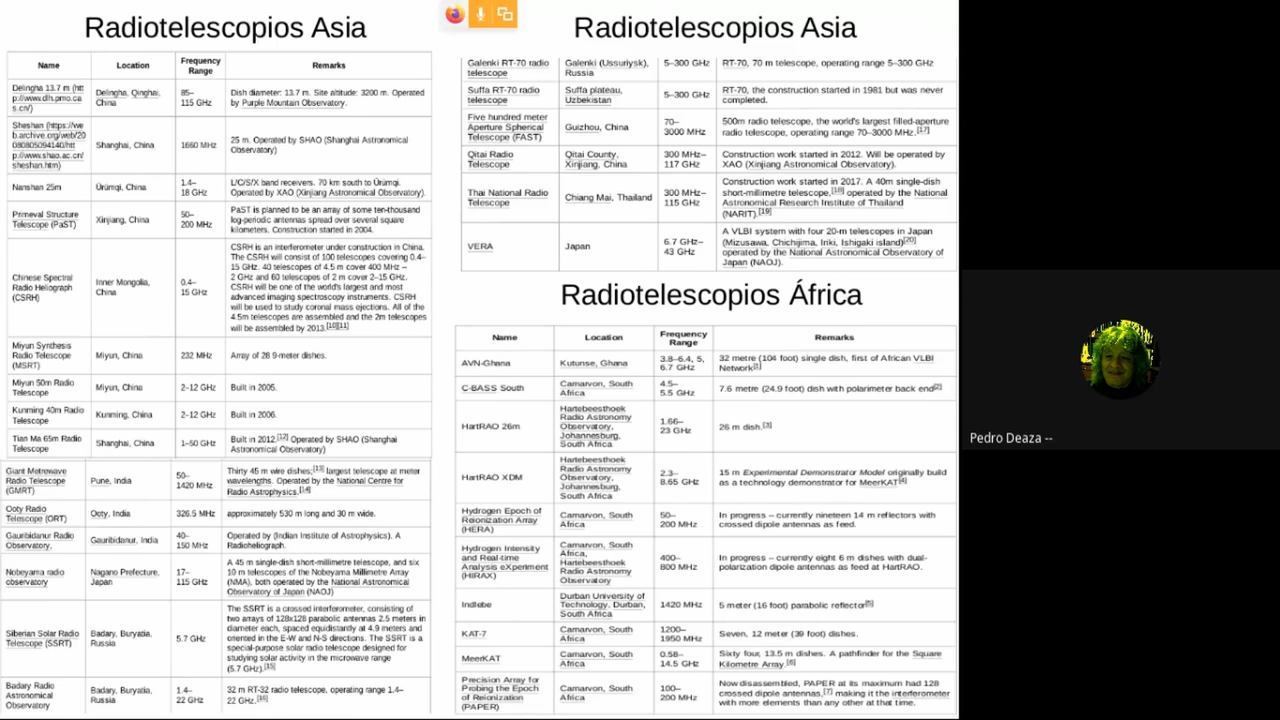 Radiotelescopios Asia
Name Location Frequency Remarks
Range
Delingha 13.7 m (htt
p://www.dlh.pmo.ca
s.cn/)
Delingha, Qinghai,
China
85–
115 GHz
Dish diameter: 13.7 m. Site altitude: 3200 m. Operated
by Purple Mountain Observatory.
Sheshan (https://we
b.archive.org/web/20
080805094140/htt
p://www.shao.ac.cn/
sheshan.htm)
Shanghai, China
1660 MHz
25 m. Operated by SHAO (Shanghai Astronomical
Observatory)
Nanshan 25m
Ürümqi, China
1.4–
18 GHz
L/C/S/X band receivers. 70 km south to Ürümqi.
Operated by XAO (Xinjiang Astronomical Observatory).
Primeval Structure
Telescope (PaST)
Xinjiang, China
50–
200 MHz
PaST is planned to be an array of some ten-thousand
log-periodic antennas spread over several square
kilometers. Construction started in 2004.
Chinese Spectral
Radio Heliograph
(CSRH)
Inner Mongolia,
China
0.4–
15 GHz
CSRH is an interferometer under construction in China.
The CSRH will consist of 100 telescopes covering 0.4–
15 GHz. 40 telescopes of 4.5 m cover 400 MHz –
2 GHz and 60 telescopes of 2 m cover 2–15 GHz.
CSRH will be one of the world's largest and most
advanced imaging spectroscopy instruments. CSRH
will be used to study coronal mass ejections. All of the
4.5m telescopes are assembled and the 2m telescopes
will be assembled by 2013.[10][11]
Miyun Synthesis
Radio Telescope
(MSRT)
Miyun, China
232 MHz
Array of 28 9-meter dishes.
Miyun 50m Radio
Telescope
Miyun, China
2–12 GHz
Built in 2005.
Kunming 40m Radio
Telescope
Kunming, China
2–12 GHz
Built in 2006.
Tian Ma 65m Radio
Telescope
Shanghai, China
1–50 GHz
Built in 2012.[12] Operated by SHAO (Shanghai
Astronomical Observatory)
Giant Metrewave
Radio Telescope
(GMRT)
Pune, India
50–
1420 MHz
Thirty 45 m wire dishes;[13] largest telescope at meter
wavelengths. Operated by the National Centre for
Radio Astrophysics.[14]
Ooty Radio
Telescope (ORT)
Ooty, India
326.5 MHz
approximately 530 m long and 30 m wide.
Gauribidanur Radio
Observatory.
Gauribidanur, India
40–
150 MHz
Operated by (Indian Institute of Astrophysics). A
Radioheliograph.
Nobeyama radio
observatory
Nagano Prefecture,
Japan
17–
115 GHz
A 45 m single-dish short-millimetre telescope, and six
10 m telescopes of the Nobeyama Millimetre Array
(NMA), both operated by the National Astronomical
Observatory of Japan (NAOJ)
Siberian Solar Radio
Telescope (SSRT)
Badary, Buryatia,
Russia
5.7 GHz
The SSRT is a crossed interferometer, consisting of
two arrays of 128x128 parabolic antennas 2.5 meters in
diameter each, spaced equidistantly at 4.9 meters and
oriented in the E-W and N-S directions. The SSRT is a
special-purpose solar radio telescope designed for
studying solar activity in the microwave range
(5.7 GHz).[15]
Badary Radio
Astronomical
Observatory
Badary, Buryatia,
Russia
1.4–
22 GHz
32 m RT-32 radio telescope, operating range 1.4–
22 GHz.[16]
Radiotelescopios Asia
Galenki RT-70 radio
telescope
Galenki (Ussuriysk),
Russia
5–300 GHz
RT-70, 70 m telescope, operating range 5–300 GHz
Suffa RT-70 radio
telescope
Suffa plateau,
Uzbekistan
5–300 GHz
RT-70, the construction started in 1981 but was never
completed.
Five hundred meter
Aperture Spherical
Telescope (FAST)
Guizhou, China
70–
3000 MHz
500m radio telescope, the world's largest filled-aperture
radio telescope, operating range 70–3000 MHz.[17]
Qitai Radio
Telescope
Qitai County,
Xinjiang, China
300 MHz–
117 GHz
Construction work started in 2012. Will be operated by
XAO (Xinjiang Astronomical Observatory).
Thai National Radio
Telescope
Chiang Mai, Thailand
300 MHz–
115 GHz
Construction work started in 2017. A 40m single-dish
short-millimetre telescope,[18] operated by the National
Astronomical Research Institute of Thailand
(NARIT).[19]
VERA
Japan
6.7 GHz–
43 GHz
A VLBI system with four 20-m telescopes in Japan
(Mizusawa, Chichijima, Iriki, Ishigaki island)[20]
operated by the National Astronomical Observatory of
Japan (NAOJ).
Radiotelescopios África
Name Location Frequency Remarks
Range
AVN-Ghana
Kutunse, Ghana
3.8–6.4, 5,
6.7 GHz
32 metre (104 foot) single dish, first of African VLBI
Network[1]
C-BASS South
Carnarvon, South
Africa
4.5–
5.5 GHz
7.6 metre (24.9 foot) dish with polarimeter back end[2]
HartRAO 26m
Hartebeesthoek
Radio Astronomy
Observatory,
Johannesburg,
South Africa
1.66–
23 GHz
26 m dish.[3]
HartRAO XDM
Hartebeesthoek
Radio Astronomy
Observatory,
Johannesburg,
South Africa
2.3–
8.65 GHz
15 m Experimental Demonstrator Model originally build
as a technology demonstrator for MeerKAT[4]
Hydrogen Epoch of
Reionization Array
(HERA)
Carnarvon, South
Africa
50–
200 MHz
In progress – currently nineteen 14 m reflectors with
crossed dipole antennas as feed.
Hydrogen Intensity
and Real-time
Analysis eXperiment
(HIRAX)
Carnarvon, South
Africa,
Hartebeesthoek
Radio Astronomy
Observatory
400–
800 MHz
In progress – currently eight 6 m dishes with dual-
polarization dipole antennas as feed at HartRAO.
Indlebe
Durban University of
Technology, Durban,
South Africa
1420 MHz
5 meter (16 foot) parabolic reflector[5]
KAT-7
Carnarvon, South
Africa
1200–
1950 MHz
Seven, 12 meter (39 foot) dishes.
MeerKAT
Carnarvon, South
Africa
0.58–
14.5 GHz
Sixty four, 13.5 m dishes. A pathfinder for the Square
Kilometre Array.[6]
Precision Array for
Probing the Epoch
of Reionization
(PAPER)
Carnarvon, South
Africa
100–
200 MHz
Now disassembled, PAPER at its maximum had 128
crossed dipole antennas,[7] making it the interferometer
with more elements than any other at that time.
Pedro Deaza --